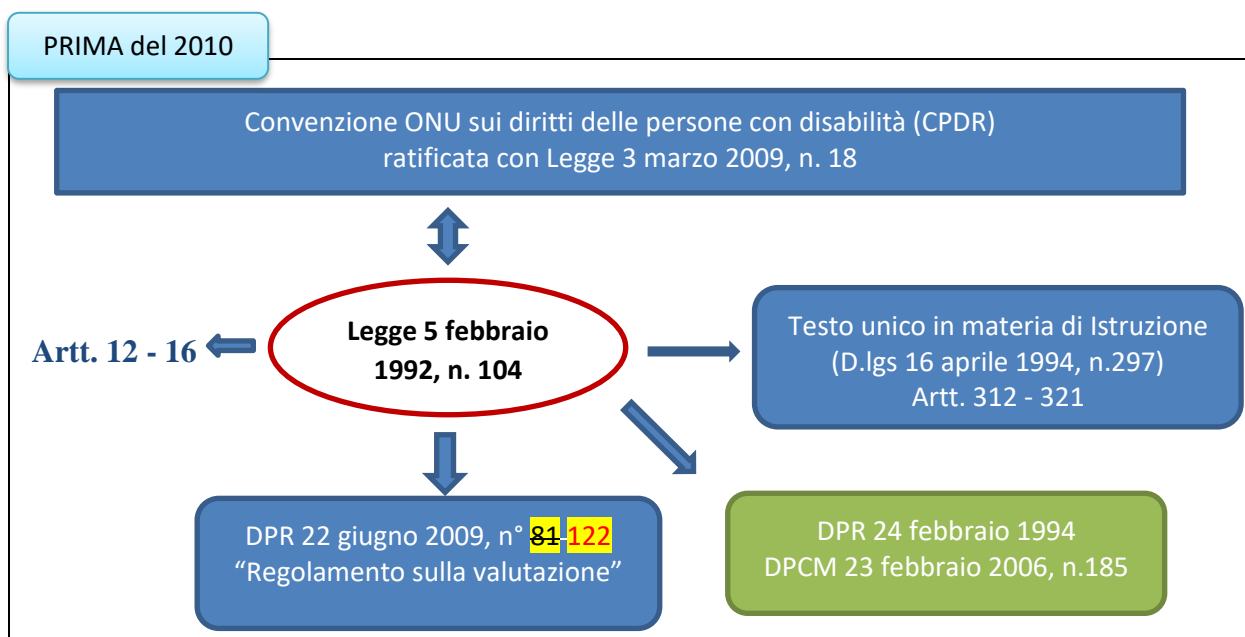 PRIMA del 2010
Convenzione ONU sui diritti delle persone con disabilità (CPDR)
ratificata con Legge 3 marzo 2009, n. 18
Artt. 12 - 16
Legge 5 febbraio
1992, n. 104
Testo unico in materia di Istruzione
(D.lgs 16 aprile 1994, n.297)
Artt. 312 - 321
DPR 22 giugno 2009, n° 81 122
“Regolamento sulla valutazione”
DPR 24 febbraio 1994
DPCM 23 febbraio 2006, n.185